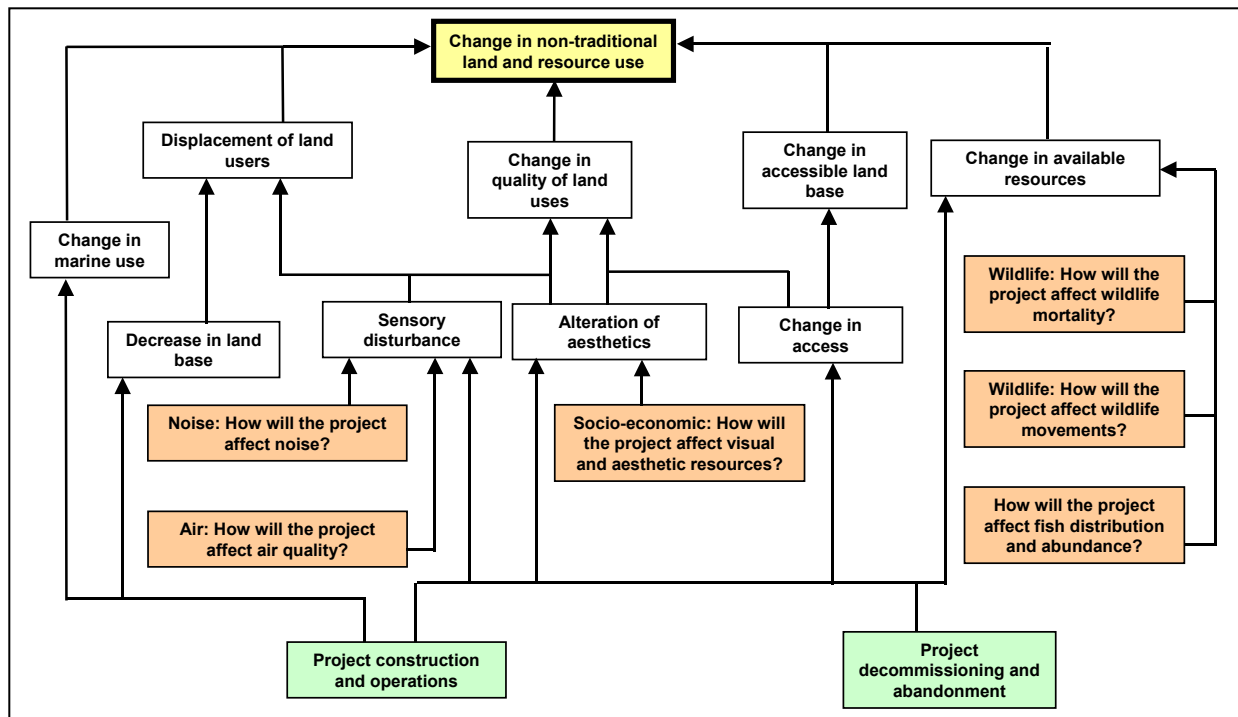 Change in non-traditional
land and resource use
Displacement of land
users
Change in
quality of land
uses
Change in
accessible land
base
Change in available
resources
Change in
marine use
Decrease in land
base
Sensory
disturbance
Alteration of
aesthetics
Change in
access
Wildlife: How will the
project affect wildlife
mortality?
Noise: How will the project
affect noise?
Socio-economic: How will
the project affect visual
and aesthetic resources?
Wildlife: How will the
project affect wildlife
movements?
Air: How will the project
affect air quality?
How will the project
affect fish distribution
and abundance?
Project construction
and operations
Project
decommissioning and
abandonment